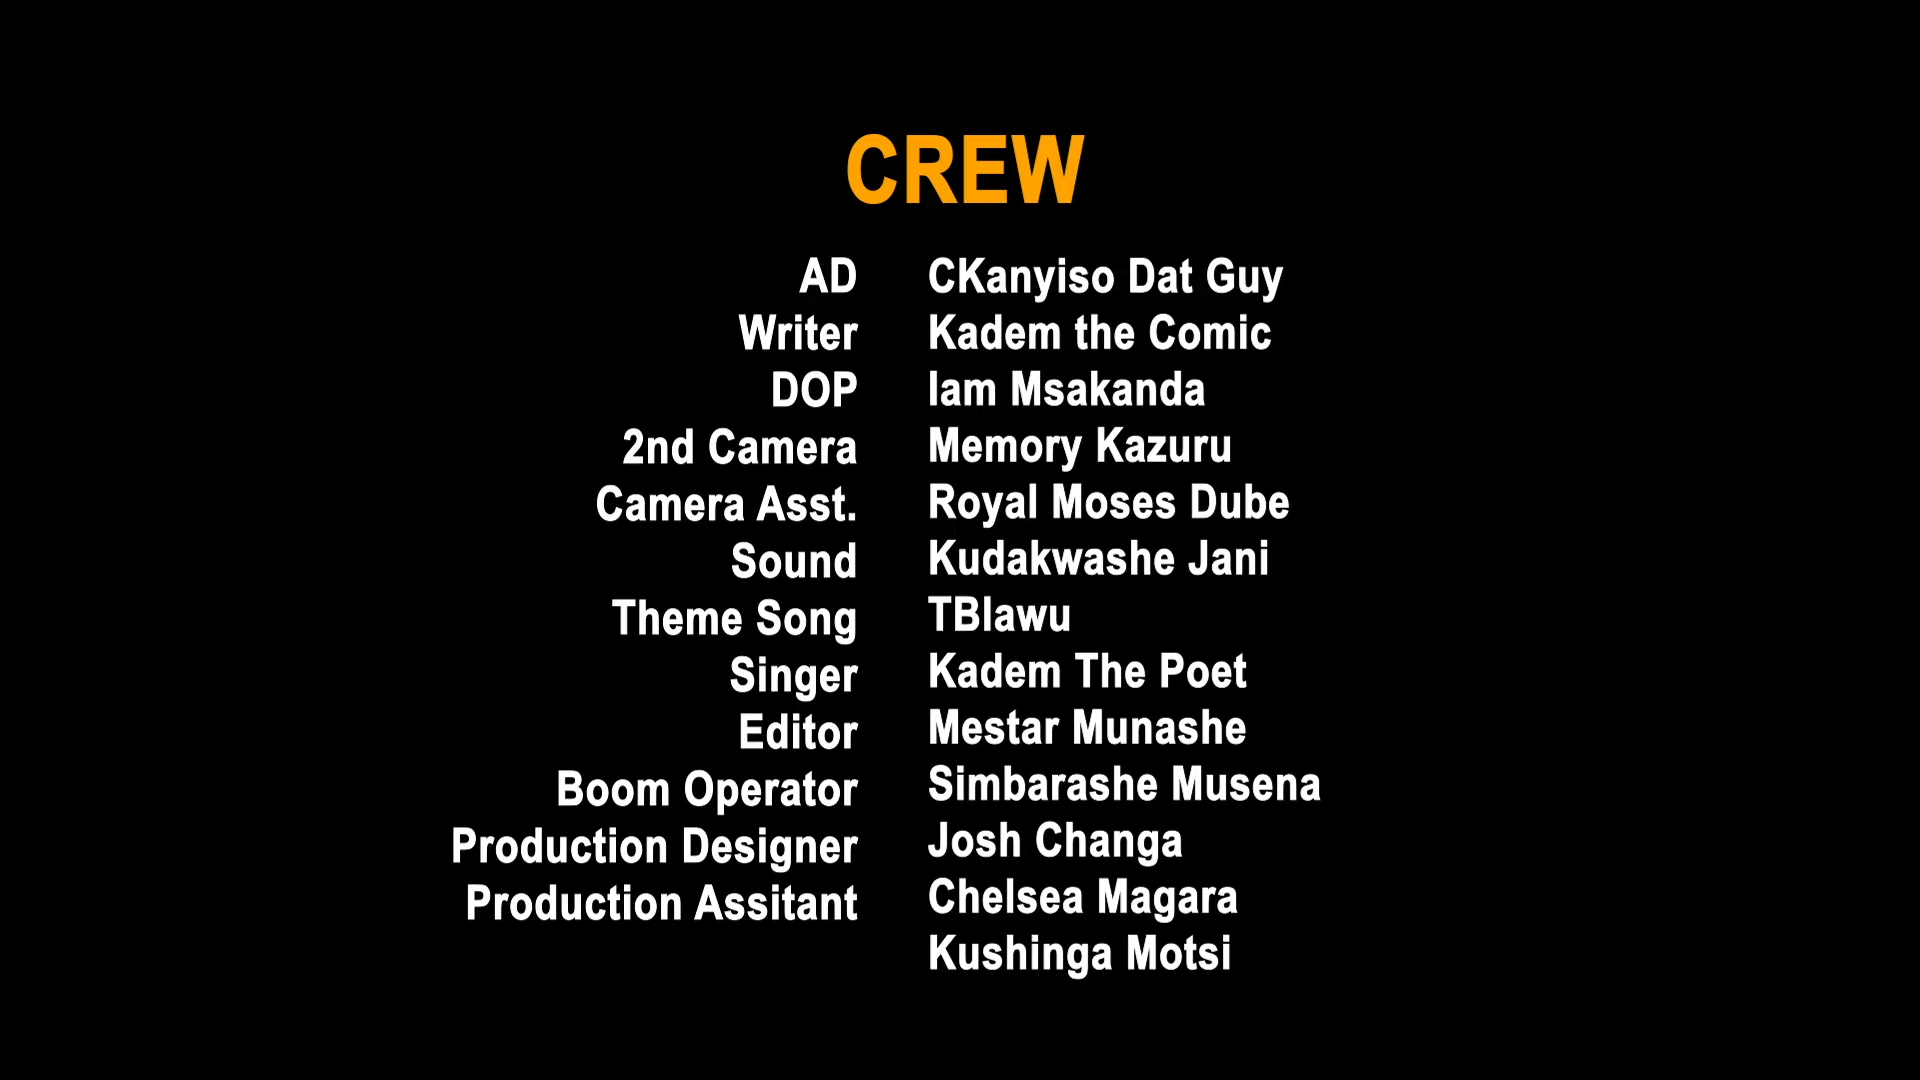 CREW
AD CKanyiso Dat Guy
Writer Kadem the Comic
DOP Iam Msakanda
2nd Camera Memory Kazuru
Camera Asst. Royal Moses Dube
Sound Kudakwashe Jani
Theme Song TBlawu
Singer Kadem The Poet
Editor Mestar Munashe
Boom Operator Simbarashe Musena
Production Designer Josh Changa
Production Assitant Chelsea Magara
Kushinga Motsi